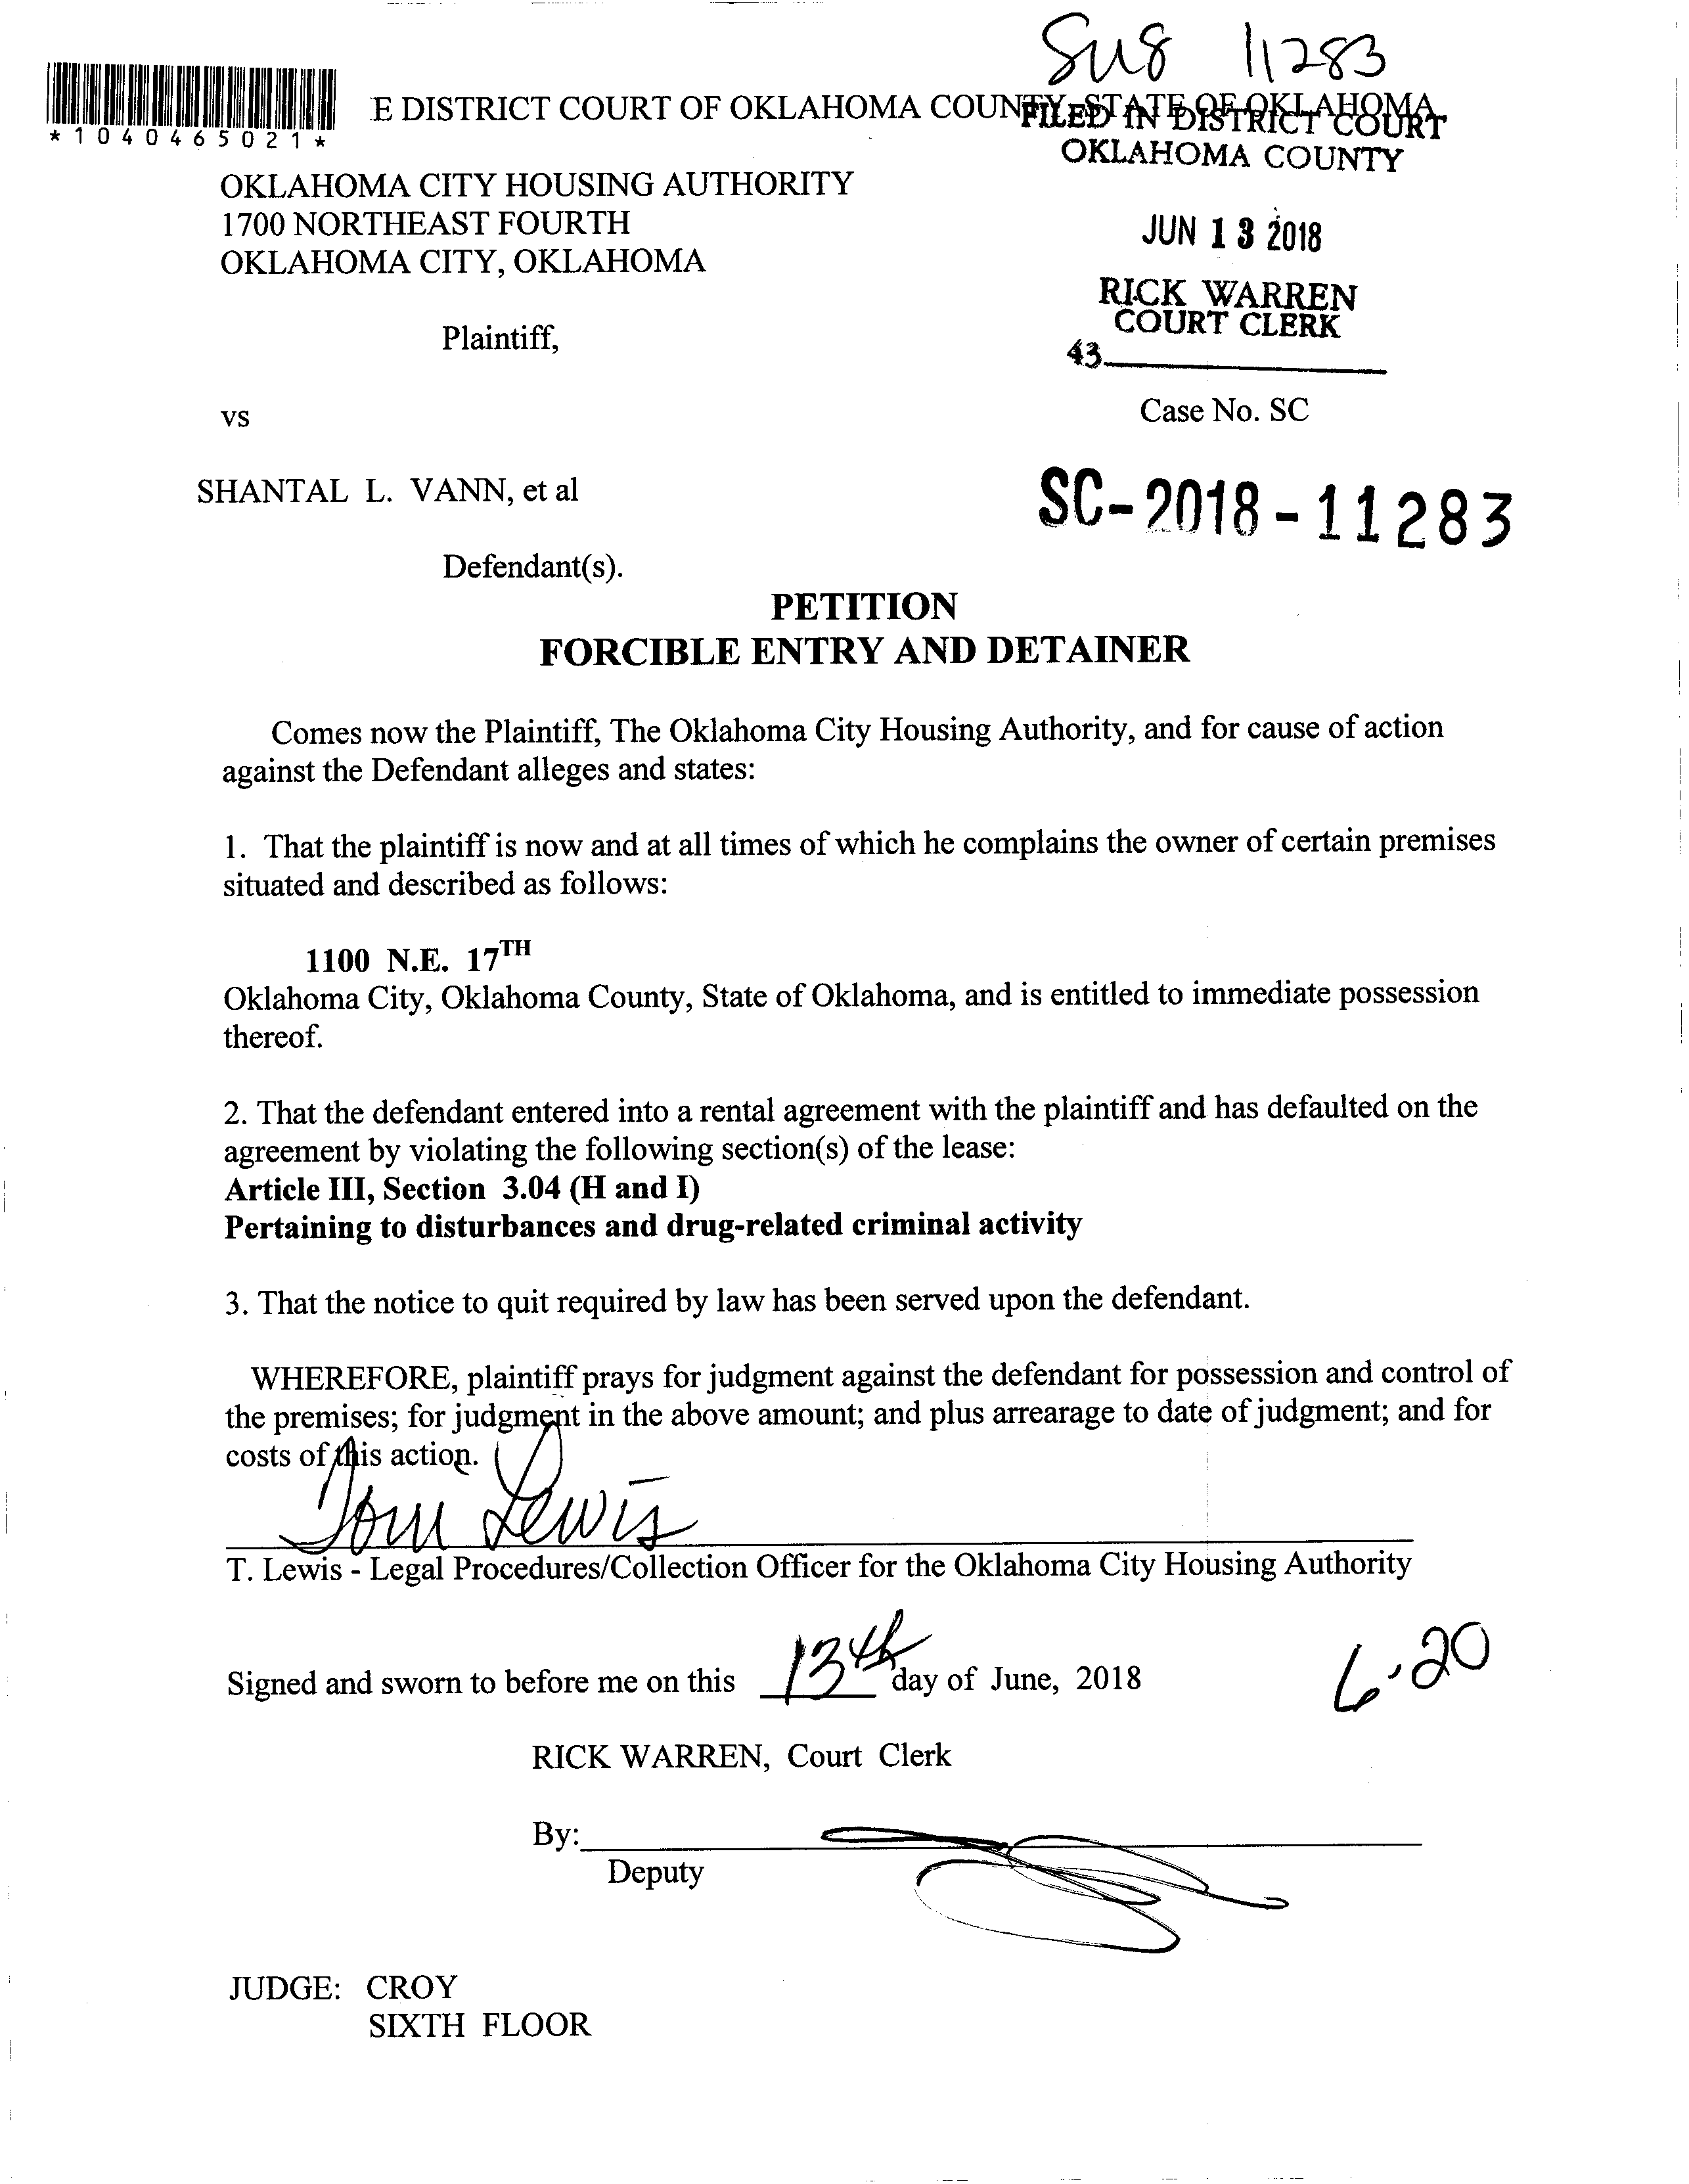 SC18 11283
*1040465021*
E DISTRICT COURT OF OKLAHOMA COUNTY, STATE OF OKLAHOMA
FILED IN DISTRICT COURT
OKLAHOMA COUNTY
OKLAHOMA CITY HOUSING AUTHORITY
1700 NORTHEAST FOURTH
OKLAHOMA CITY, OKLAHOMA
JUN 13 2018
RICK WARREN
COURT CLERK
Plaintiff,
43
vs
Case No. SC
SHANTAL L. VANN, et al
SC-2018-11283
Defendant(s).
PETITION
FORCIBLE ENTRY AND DETAINER
Comes now the Plaintiff, The Oklahoma City Housing Authority, and for cause of action
against the Defendant alleges and states:
1. That the plaintiff is now and at all times of which he complains the owner of certain premises
situated and described as follows:
1100 N.E. 17TH
Oklahoma City, Oklahoma County, State of Oklahoma, and is entitled to immediate possession
thereof.
2. That the defendant entered into a rental agreement with the plaintiff and has defaulted on the
agreement by violating the following section(s) of the lease:
Article III, Section 3.04 (H and I)
Pertaining to disturbances and drug-related criminal activity
3. That the notice to quit required by law has been served upon the defendant.
WHEREFORE, plaintiff prays for judgment against the defendant for possession and control of
the premises; for judgment in the above amount; and plus arrearage to date of judgment; and for
costs of this action.
Tom Lewis
T. Lewis - Legal Procedures/Collection Officer for the Oklahoma City Housing Authority
Signed and sworn to before me on this 13th day of June, 2018
6-20
RICK WARREN, Court Clerk
By:
Deputy
JUDGE: CROY
SIXTH FLOOR